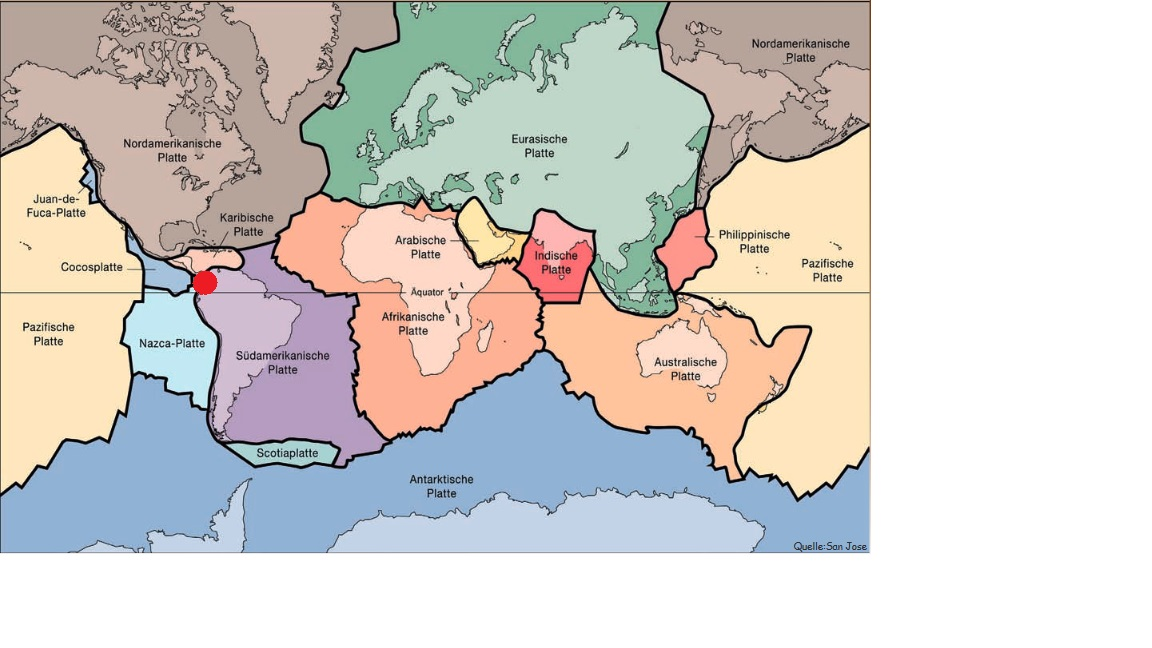 Nordamerikanische
Platte
Nordamerikanische
Platte
Eurasische
Platte
Juan-de-
Fuca-Platte
Karibische
Platte
Cocosplatte
Arabische
Platte
Indische
Platte
Philippinische
Platte
Pazifische
Platte
Äquator
Pazifische
Platte
Nazca-Platte
Südamerikanische
Platte
Afrikanische
Platte
Australische
Platte
Scotiaplatte
Antarktische
Platte
Quelle:San Jose